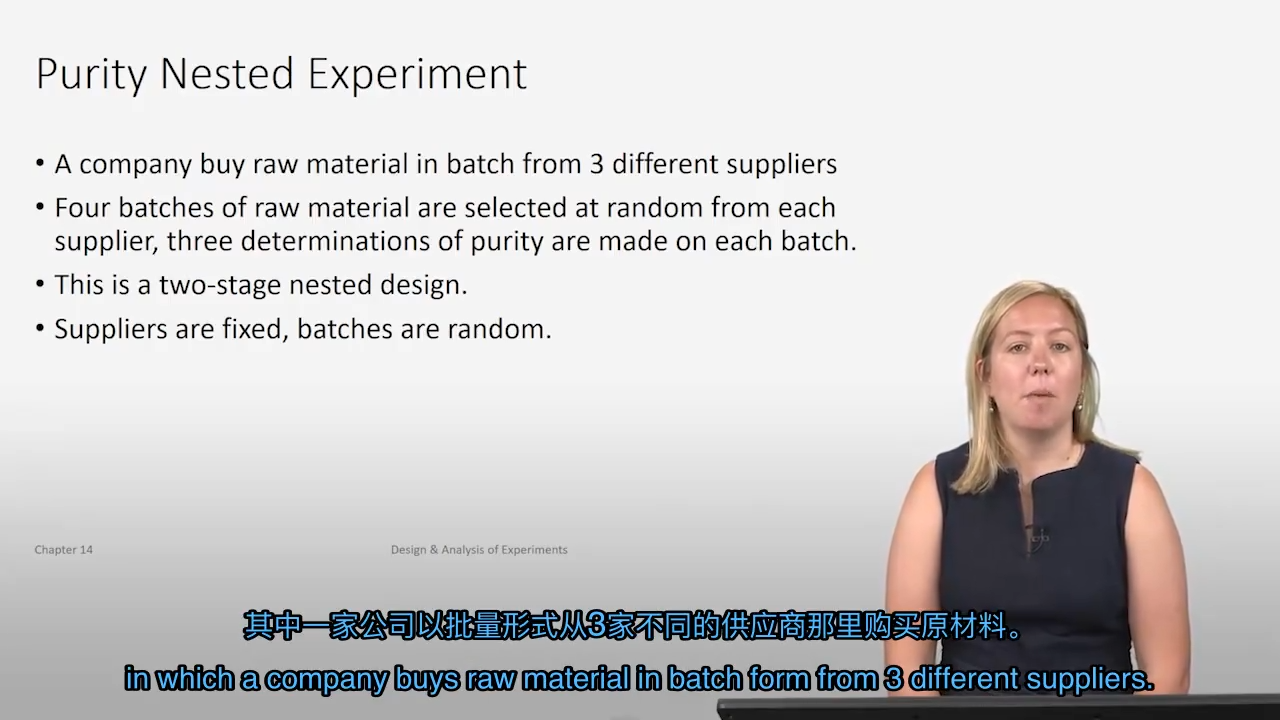 Purity Nested Experiment
• A company buy raw material in batch from 3 different suppliers
• Four batches of raw material are selected at random from each
supplier, three determinations of purity are made on each batch.
• This is a two-stage nested design.
• Suppliers are fixed, batches are random.
Chapter 14
Design & Analysis of Experiments
其中一家公司以批量形式从3家不同的供应商那里购买原材料。
in which a company buys raw material in batch form from 3 different suppliers.